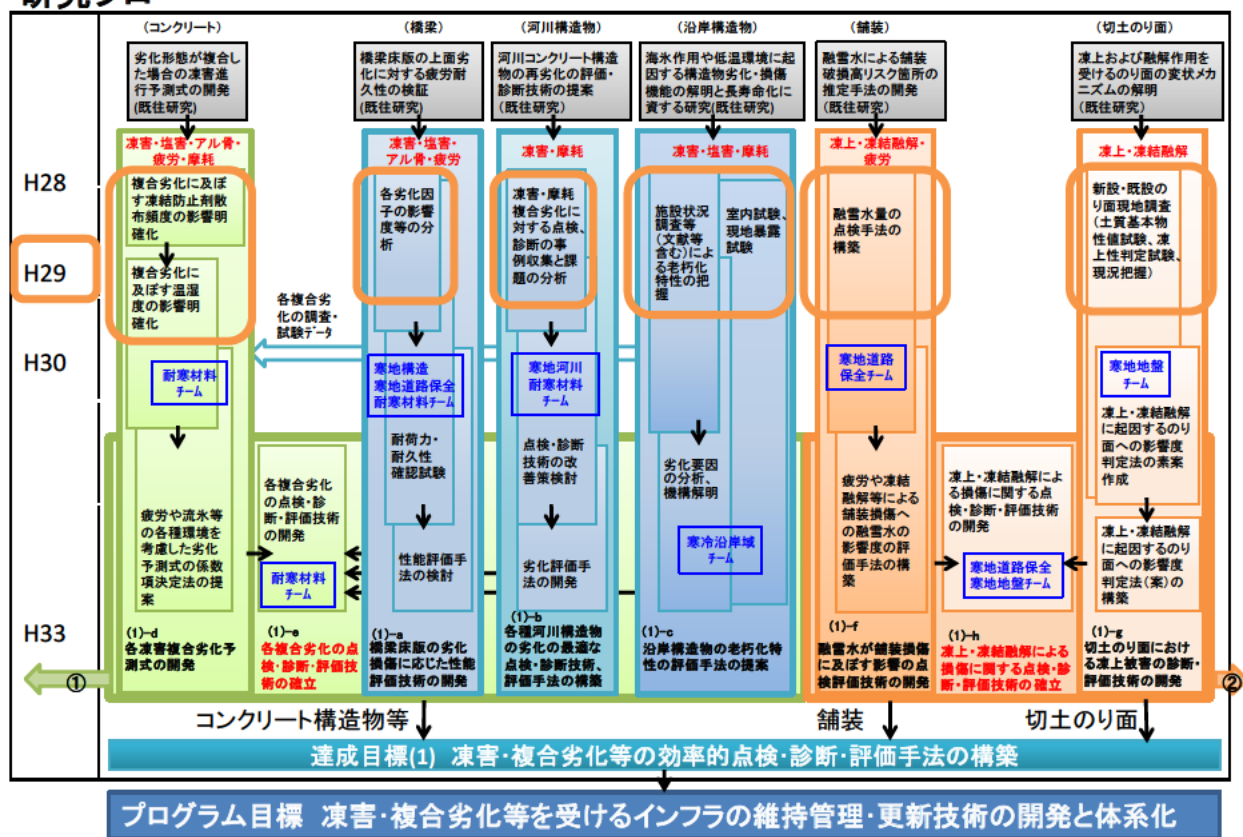 (コンクリート)
(橋梁)
(河川構造物)
(沿岸構造物)
(舗装)
(切土のり面)
劣化形態が複合し
た場合の凍害進
行予測式の開発
(既往研究)
橋梁床版の上面劣
化に対する疲労耐
久性の検証
(既往研究)
河川コンクリート構造
物の再劣化の評価・
診断技術の提案
(既往研究)
海氷作用や低温環境に起
因する構造物劣化・損傷
機能の解明と長寿命化に
資する研究(既往研究)
融雪水による舗装
破損高リスク箇所の
推定手法の開発
(既往研究)
凍上および融解作用を
受けるのり面の変状メカ
ニズムの解明
(既往研究)
凍害・塩害・アル骨・
疲労・摩耗
凍害・塩害・
アル骨・疲労
凍害・摩耗
凍害・塩害・摩耗
凍上・凍結融解・
疲労
凍上・凍結融解
H28
H29
H30
H33
複合劣化に及ぼ
す凍結防止剤散
布頻度の影響明
確化
複合劣化に
及ぼす温湿
度の影響明
確化
各劣化因
子の影響
度等の分
析
凍害・摩耗
複合劣化に
対する点検、
診断の事
例収集と課
題の分析
施設状況
調査等
(文献等
含む)によ
る老朽化
特性の把
握
室内試験、
現地暴露
試験
融雪水量の
点検手法の
構築
新設・既設の
り面現地調査
(土質基本物
性値試験、凍
上性判定試験、
現況把握)
各複合劣
化の調査・
試験データ
耐寒材料
チーム
寒地構造
寒地道路保全
耐寒材料チーム
寒地河川
耐寒材料
チーム
寒地道路
保全チーム
寒地地盤
チーム
疲労や流氷等
の各種環境を
考慮した劣化
予測式の係数
項決定法の提
案
各複合劣化
の点検・診
断・評価技術
の開発
耐寒材料
チーム
耐荷力・
耐久性
確認試験
性能評価手
法の検討
点検・診断
技術の改
善策検討
劣化評価手
法の開発
劣化要因
の分析、
機構解明
寒冷沿岸域
チーム
疲労や凍結
融解等による
舗装損傷へ
の融雪水の
影響度の評
価手法の構
築
凍上・凍結融解によ
る損傷に関する点
検・診断・評価技術
の開発
寒地道路保全
寒地地盤チーム
凍上・凍結融解
に起因するのり
面への影響度
判定法の素案
作成
凍上・凍結融解
に起因するのり
面への影響度
判定法(案)の
構築
(1)-d
各凍害複合劣化予
測式の開発
(1)-e
各複合劣化の点
検・診断・評価技
術の確立
(1)-a
橋梁床版の劣化
損傷に応じた性能
評価技術の開発
(1)-b
各種河川構造物
の劣化の最適な
点検・診断技術、
評価手法の構築
(1)-c
沿岸構造物の老朽化特
性の評価手法の提案
(1)-f
融雪水が舗装損傷
に及ぼす影響の点
検評価技術の開発
(1)-h
凍上・凍結融解による
損傷に関する点検・診
断・評価技術の確立
(1)-g
切土のり面におけ
る凍上被害の診断・
評価技術の開発
①
②
コンクリート構造物等
舗装
切土のり面
達成目標(1) 凍害・複合劣化等の効率的点検・診断・評価手法の構築
プログラム目標 凍害・複合劣化等を受けるインフラの維持管理・更新技術の開発と体系化